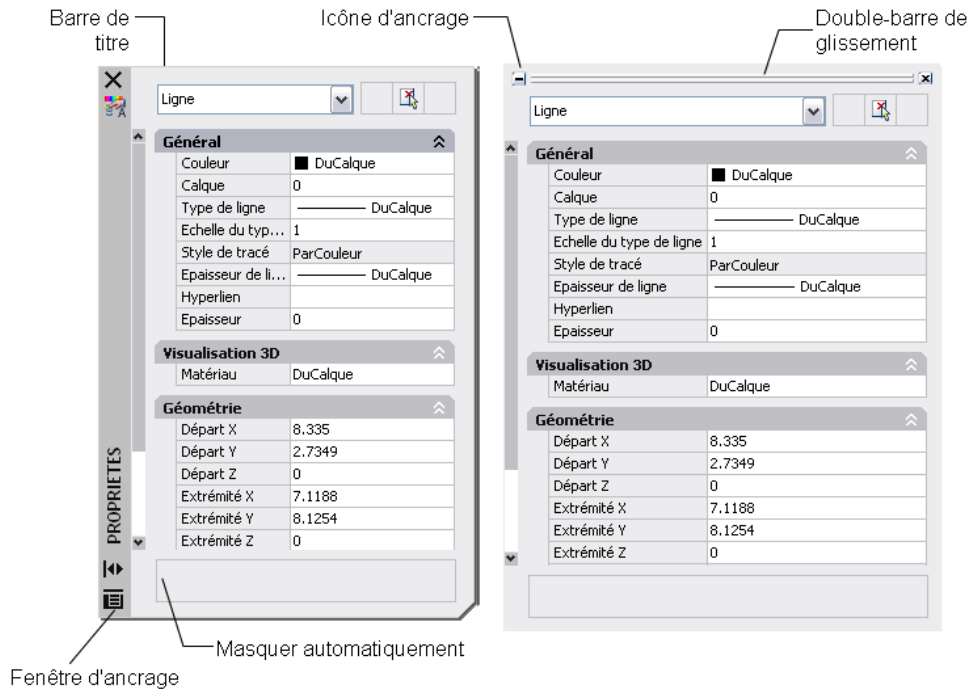 Barre de
titre
Icône d'ancrage
Double-barre de
glissement
Ligne
Général
Couleur DuCalque
Calque 0
Type de ligne DuCalque
Echelle du typ... 1
Style de tracé ParCouleur
Epaisseur de li... DuCalque
Hyperlien
Epaisseur 0
Visualisation 3D
Matériau DuCalque
Géométrie
Départ X 8.335
Départ Y 2.7349
Départ Z 0
Extrémité X 7.1188
Extrémité Y 8.1254
Extrémité Z 0
PROPRIETES
Ligne
Général
Couleur DuCalque
Calque 0
Type de ligne DuCalque
Echelle du type de ligne 1
Style de tracé ParCouleur
Epaisseur de ligne DuCalque
Hyperlien
Epaisseur 0
Visualisation 3D
Matériau DuCalque
Géométrie
Départ X 8.335
Départ Y 2.7349
Départ Z 0
Extrémité X 7.1188
Extrémité Y 8.1254
Extrémité Z 0
Masquer automatiquement
Fenêtre d'ancrage